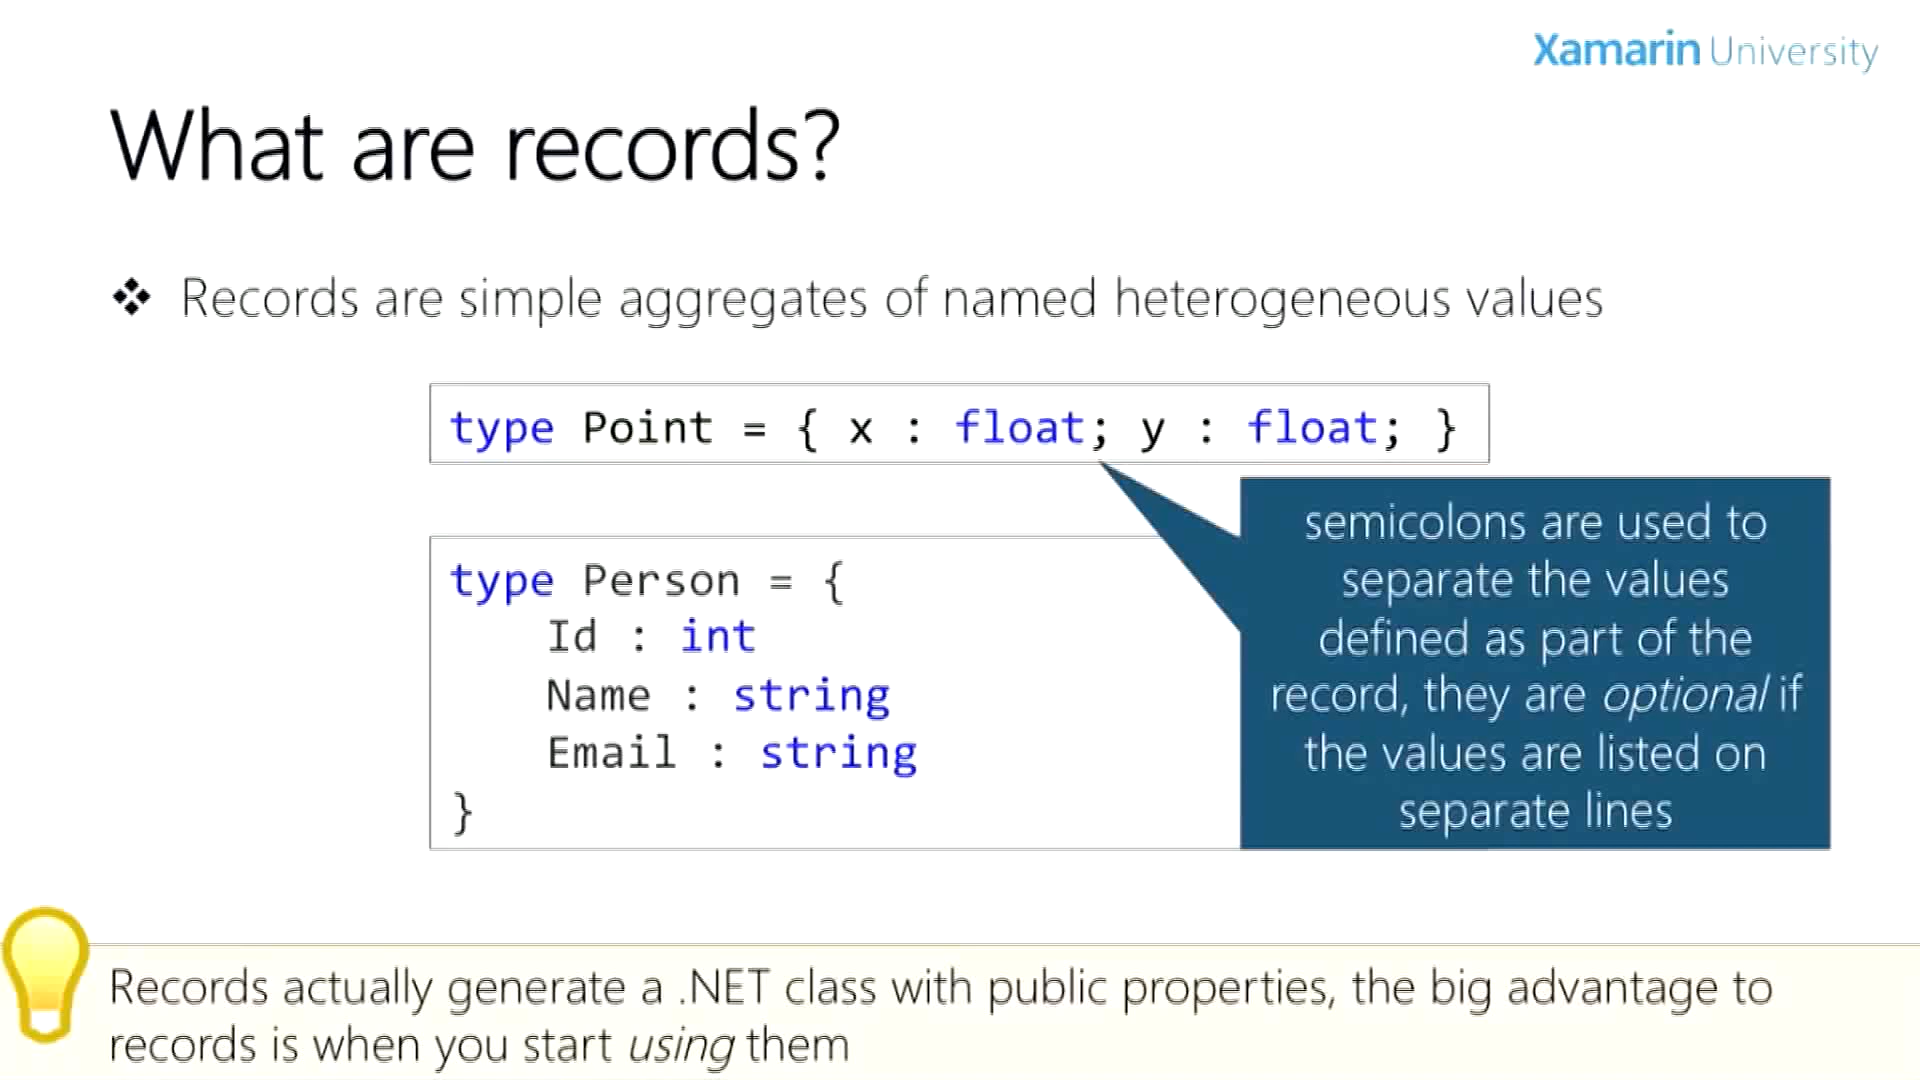 Xamarin University
What are records?
❖ Records are simple aggregates of named heterogeneous values
type Point = { x : float; y : float; }
type Person = {
    Id : int
    Name : string
    Email : string
}
semicolons are used to
separate the values
defined as part of the
record, they are optional if
the values are listed on
separate lines
Records actually generate a .NET class with public properties, the big advantage to
records is when you start using them